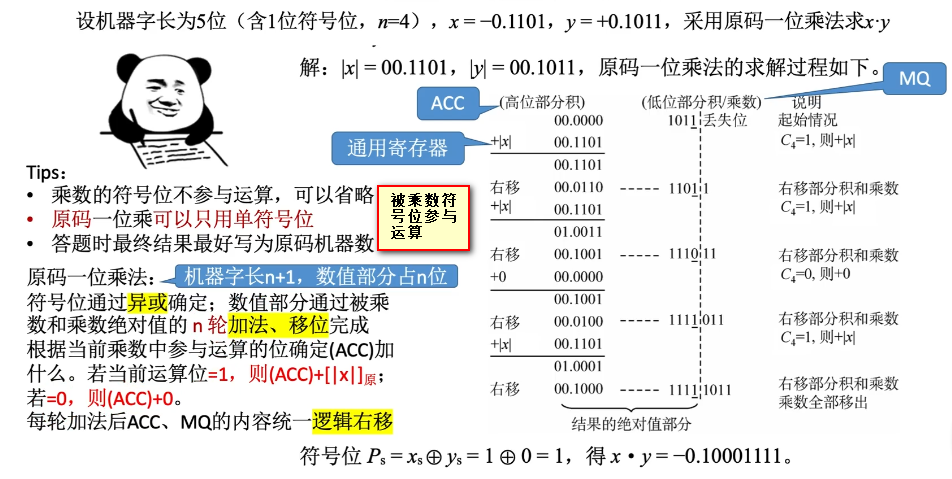 设机器字长为5位（含1位符号位，n=4），x = −0.1101，y = +0.1011，采用原码一位乘法求x·y
解：|x| = 00.1101，|y| = 00.1011，原码一位乘法的求解过程如下。
ACC
MQ
通用寄存器
(高位部分积) (低位部分积/乘数) 说明
00.0000 1011 丢失位 起始情况
+|x| 00.1101 C₄=1, 则+|x|
00.1101
右移 00.0110 1101 1 右移部分积和乘数
+|x| 00.1101 C₄=1, 则+|x|
01.0011
右移 00.1001 1110 11 右移部分积和乘数
+0 00.0000 C₄=0, 则+0
00.1001
右移 00.0100 1111 011 右移部分积和乘数
+|x| 00.1101 C₄=1, 则+|x|
01.0001
右移 00.1000 1111 1011 右移部分积和乘数
乘数全部移出
结果的绝对值部分
Tips：
• 乘数的符号位不参与运算，可以省略
• 原码一位乘可以只用单符号位
• 答题时最终结果最好写为原码机器数
被乘数符
号位参与
运算
原码一位乘法：
机器字长n+1，数值部分占n位
符号位通过异或确定；数值部分通过被乘
数和乘数绝对值的 n 轮加法、移位完成
根据当前乘数中参与运算的位确定(ACC)加
什么。若当前运算位=1，则(ACC)+[|x|]原；
若=0，则(ACC)+0。
每轮加法后ACC、MQ的内容统一逻辑右移
符号位 Pₛ = xₛ⊕yₛ = 1⊕0 = 1，得 x·y = −0.10001111。